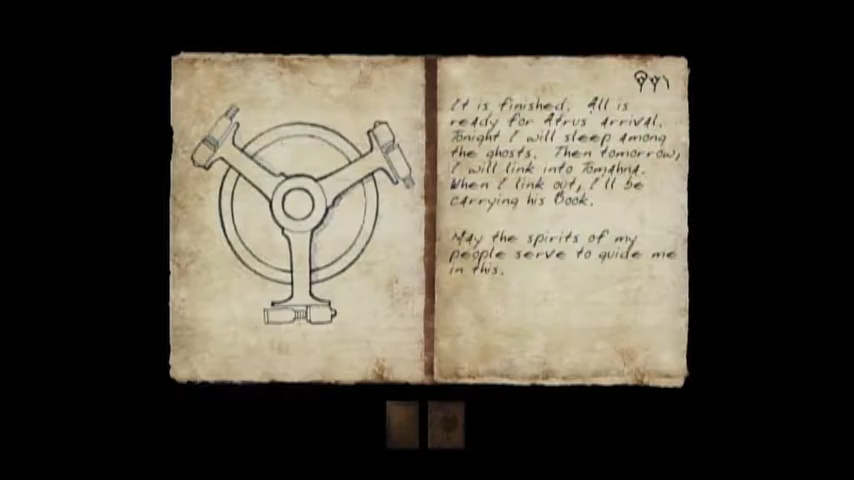 It is finished. All is
ready for Atrus' arrival.
Tonight I will sleep among
the ghosts. Then tomorrow,
I will link into Tomahna.
When I link out, I'll be
carrying his Book.
May the spirits of my
people serve to guide me
in this.